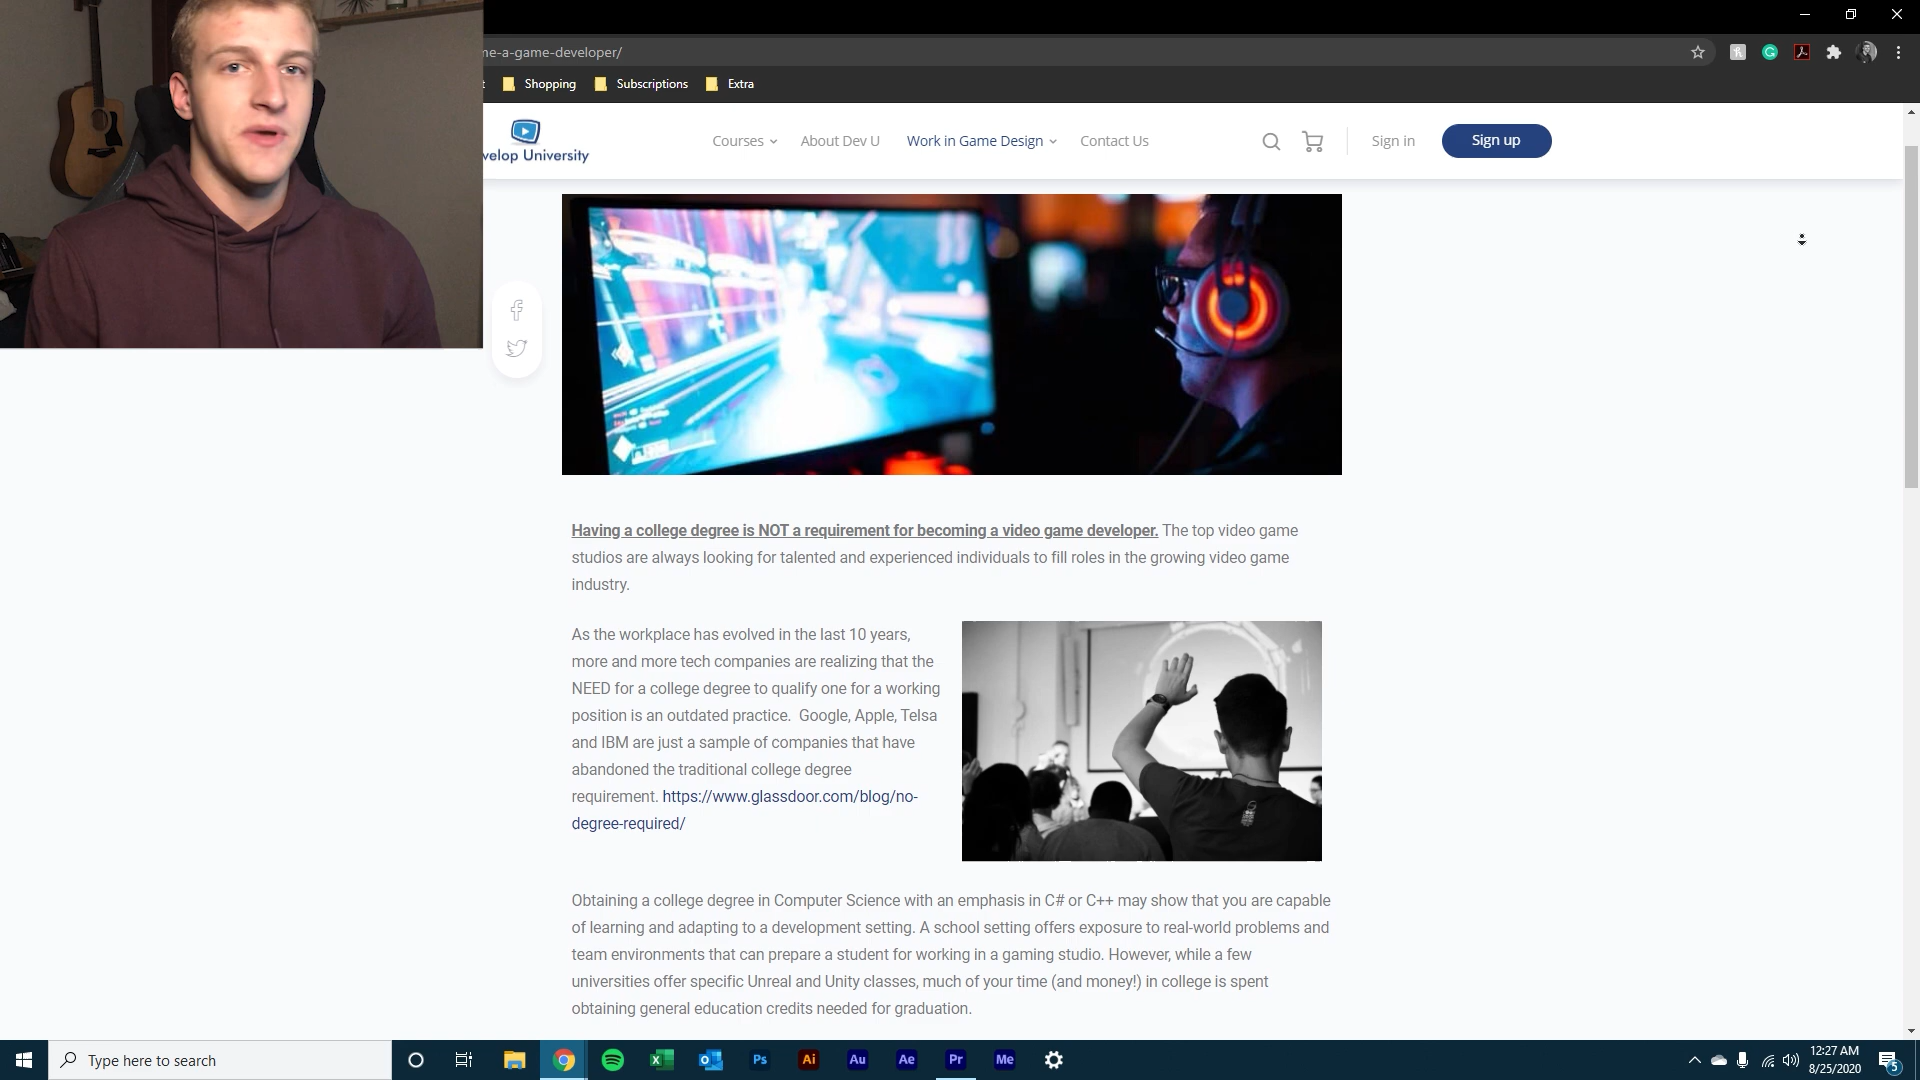 me-a-game-developer/
Shopping
Subscriptions
Extra
velop University
Courses
About Dev U
Work in Game Design
Contact Us
Sign in
Sign up
Having a college degree is NOT a requirement for becoming a video game developer. The top video game
studios are always looking for talented and experienced individuals to fill roles in the growing video game
industry.
As the workplace has evolved in the last 10 years,
more and more tech companies are realizing that the
NEED for a college degree to qualify one for a working
position is an outdated practice. Google, Apple, Telsa
and IBM are just a sample of companies that have
abandoned the traditional college degree
requirement. https://www.glassdoor.com/blog/no-
degree-required/
Obtaining a college degree in Computer Science with an emphasis in C# or C++ may show that you are capable
of learning and adapting to a development setting. A school setting offers exposure to real-world problems and
team environments that can prepare a student for working in a gaming studio. However, while a few
universities offer specific Unreal and Unity classes, much of your time (and money!) in college is spent
obtaining general education credits needed for graduation.
Type here to search
Ps
Ai
Au
Ae
Pr
Me
12:27 AM
8/25/2020
5